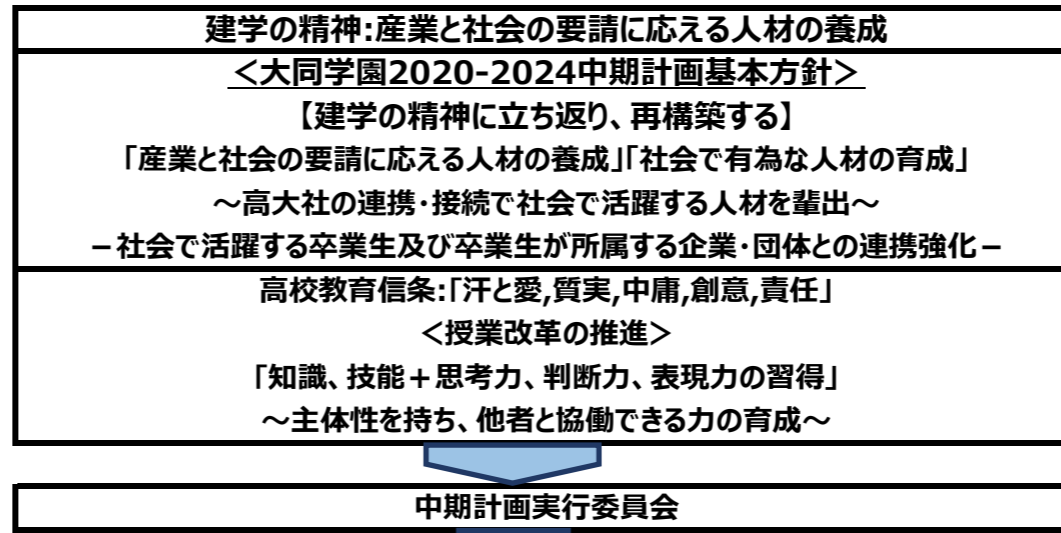 建学の精神:産業と社会の要請に応える人材の養成
＜大同学園2020-2024中期計画基本方針＞
【建学の精神に立ち返り、再構築する】
「産業と社会の要請に応える人材の養成」「社会で有為な人材の育成」
～高大社の連携・接続で社会で活躍する人材を輩出～
－社会で活躍する卒業生及び卒業生が所属する企業・団体との連携強化－
高校教育信条:「汗と愛,質実,中庸,創意,責任」
＜授業改革の推進＞
「知識、技能＋思考力、判断力、表現力の習得」
～主体性を持ち、他者と協働できる力の育成～
中期計画実行委員会